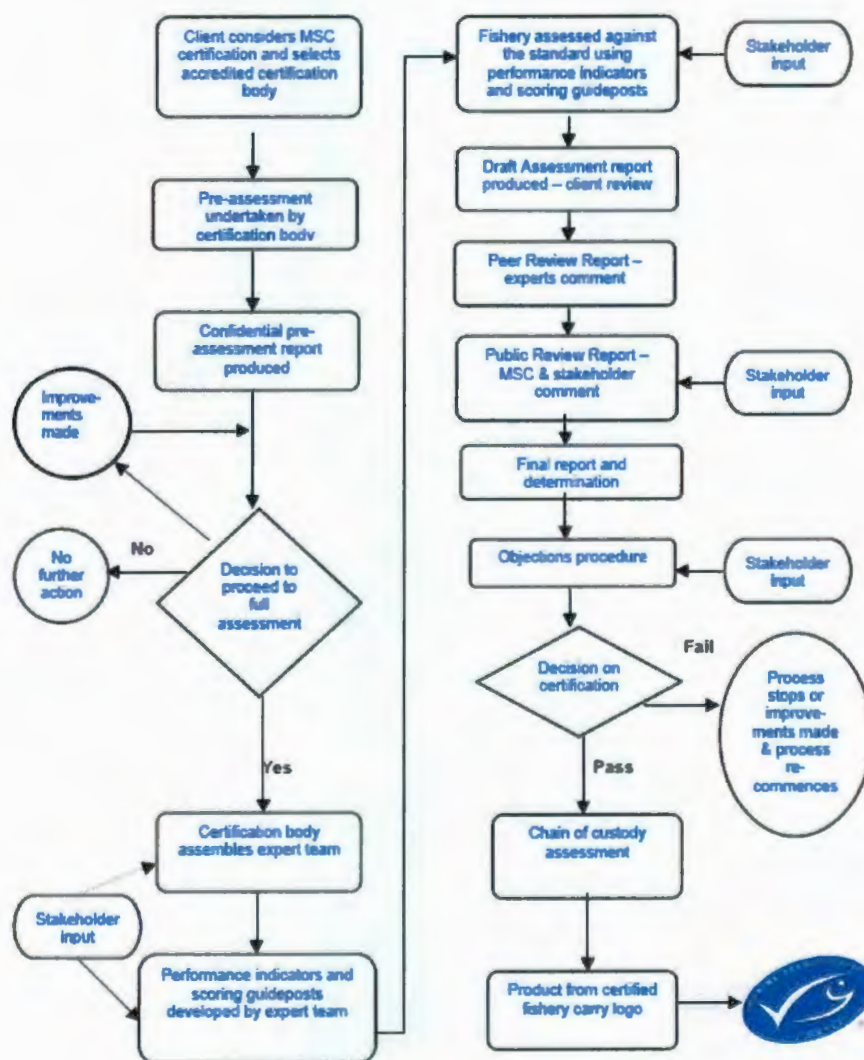 Client considers MSC
certification and selects
accredited certification
body
Pre-assessment
undertaken by
certification body
Confidential pre-
assessment report
produced
Improve-
ments
made
No
further
action
No
Decision to
proceed to
full
assessment
Yes
Certification body
assembles expert team
Stakeholder
input
Performance indicators and
scoring guideposts
developed by expert team
Fishery assessed against
the standard using
performance indicators
and scoring guideposts
Stakeholder
input
Draft Assessment report
produced – client review
Peer Review Report –
experts comment
Public Review Report –
MSC & stakeholder
comment
Stakeholder
input
Final report and
determination
Objections procedure
Stakeholder
input
Decision on
certification
Fail
Process
stops or
improve-
ments made
& process
re-
commences
Pass
Chain of custody
assessment
Product from certified
fishery carry logo